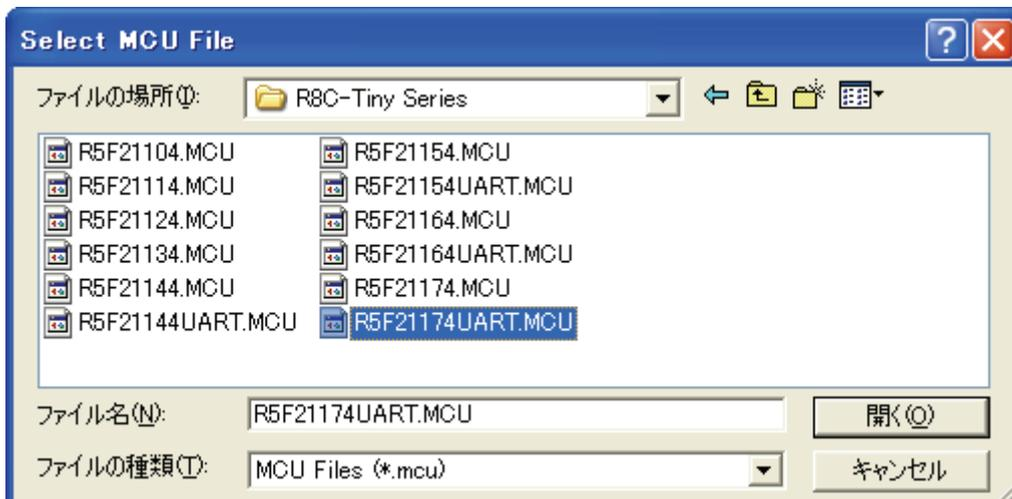 Select MCU File
ファイルの場所(I):
R8C-Tiny Series
R5F21104.MCU
R5F21114.MCU
R5F21124.MCU
R5F21134.MCU
R5F21144.MCU
R5F21144UART.MCU
R5F21154.MCU
R5F21154UART.MCU
R5F21164.MCU
R5F21164UART.MCU
R5F21174.MCU
R5F21174UART.MCU
ファイル名(N):
R5F21174UART.MCU
開く(O)
ファイルの種類(T):
MCU Files (*.mcu)
キャンセル